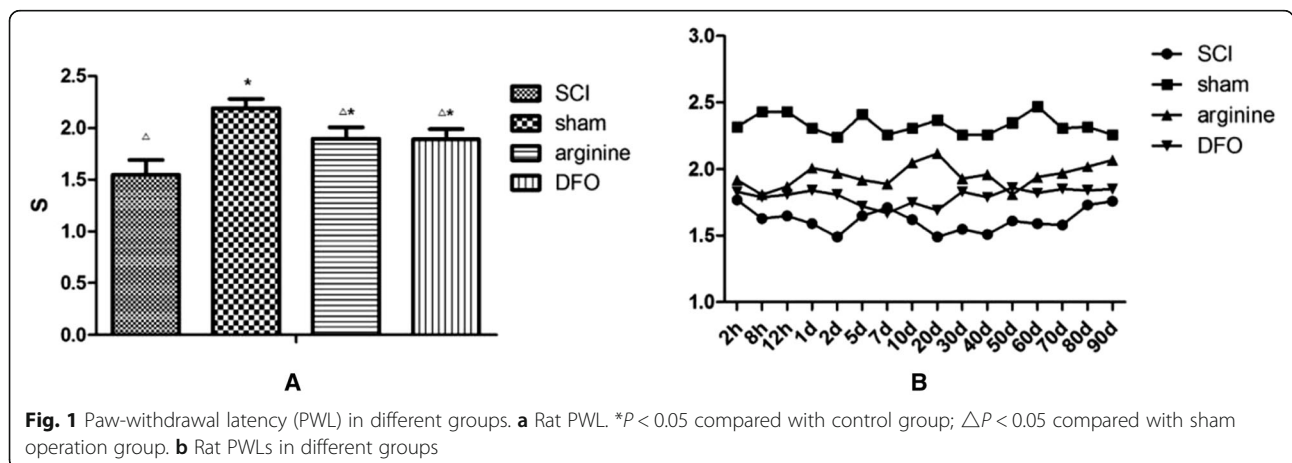 2.5
2.0
1.5
1.0
0.5
0.0
S
△
*
△*
△*
SCI
sham
arginine
DFO
A
3.0
2.5
2.0
1.5
1.0
2h
8h
12h
1d
2d
5d
7d
10d
20d
30d
40d
50d
60d
70d
80d
90d
SCI
sham
arginine
DFO
B
Fig. 1 Paw-withdrawal latency (PWL) in different groups. a Rat PWL. *P < 0.05 compared with control group; △P < 0.05 compared with sham
operation group. b Rat PWLs in different groups